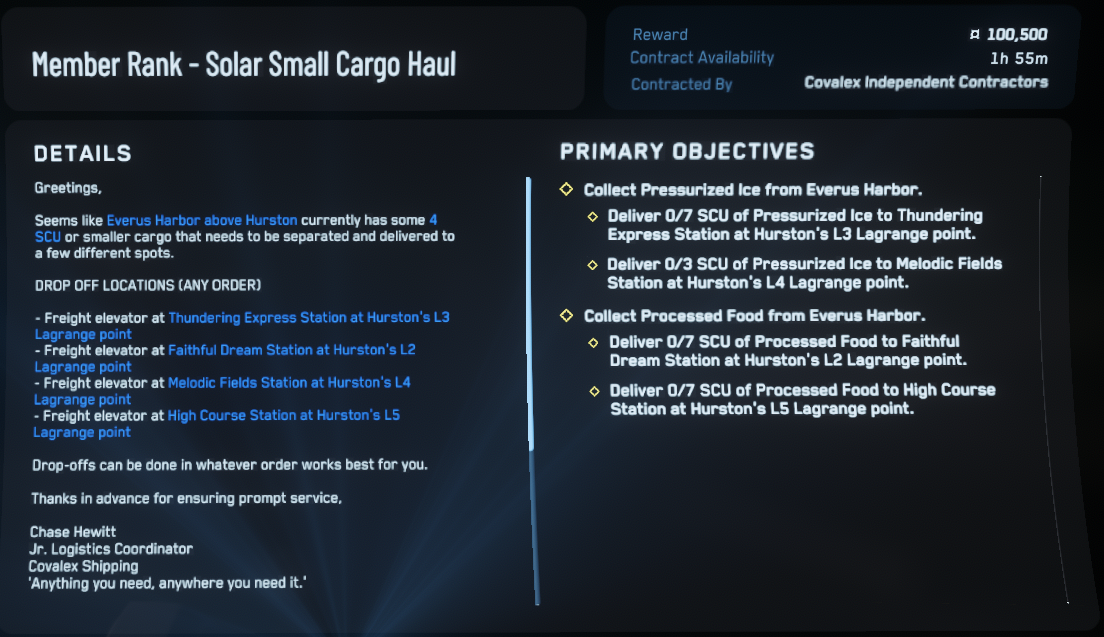 Member Rank - Solar Small Cargo Haul
Reward ¤ 100,500
Contract Availability 1h 55m
Contracted By Covalex Independent Contractors
DETAILS
Greetings,
Seems like Everus Harbor above Hurston currently has some 4
SCU or smaller cargo that needs to be separated and delivered to
a few different spots.
DROP OFF LOCATIONS (ANY ORDER)
- Freight elevator at Thundering Express Station at Hurston's L3
Lagrange point
- Freight elevator at Faithful Dream Station at Hurston's L2
Lagrange point
- Freight elevator at Melodic Fields Station at Hurston's L4
Lagrange point
- Freight elevator at High Course Station at Hurston's L5
Lagrange point
Drop-offs can be done in whatever order works best for you.
Thanks in advance for ensuring prompt service,
Chase Hewitt
Jr. Logistics Coordinator
Covalex Shipping
'Anything you need, anywhere you need it.'
PRIMARY OBJECTIVES
Collect Pressurized Ice from Everus Harbor.
Deliver 0/7 SCU of Pressurized Ice to Thundering
Express Station at Hurston's L3 Lagrange point.
Deliver 0/3 SCU of Pressurized Ice to Melodic Fields
Station at Hurston's L4 Lagrange point.
Collect Processed Food from Everus Harbor.
Deliver 0/7 SCU of Processed Food to Faithful
Dream Station at Hurston's L2 Lagrange point.
Deliver 0/7 SCU of Processed Food to High Course
Station at Hurston's L5 Lagrange point.